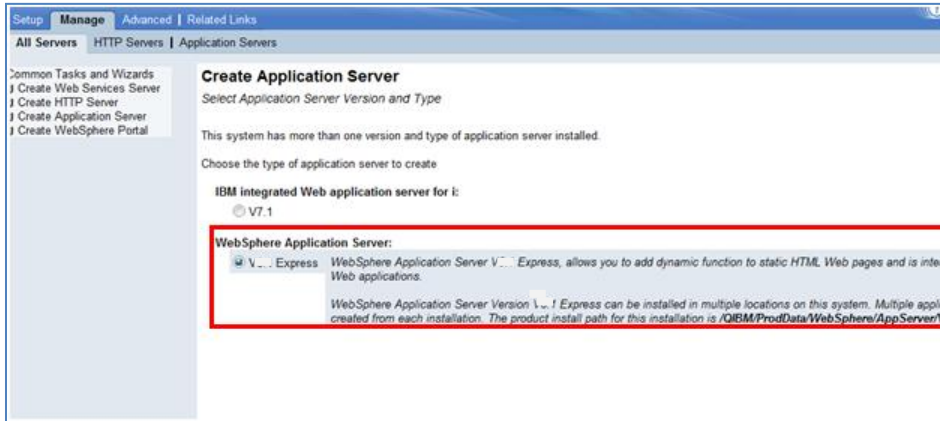 Setup Manage Advanced | Related Links
All Servers HTTP Servers | Application Servers
Common Tasks and Wizards
Create Web Services Server
Create HTTP Server
Create Application Server
Create WebSphere Portal
Create Application Server
Select Application Server Version and Type
This system has more than one version and type of application server installed.
Choose the type of application server to create
IBM integrated Web application server for i:
V7.1
WebSphere Application Server:
Express WebSphere Application Server Express, allows you to add dynamic function to static HTML Web pages and is
Web applications.
WebSphere Application Server Version Express can be installed in multiple locations on this system. Multiple
created from each installation. The product install path for this installation is /QIBM/ProdData/WebSphere/AppServer/